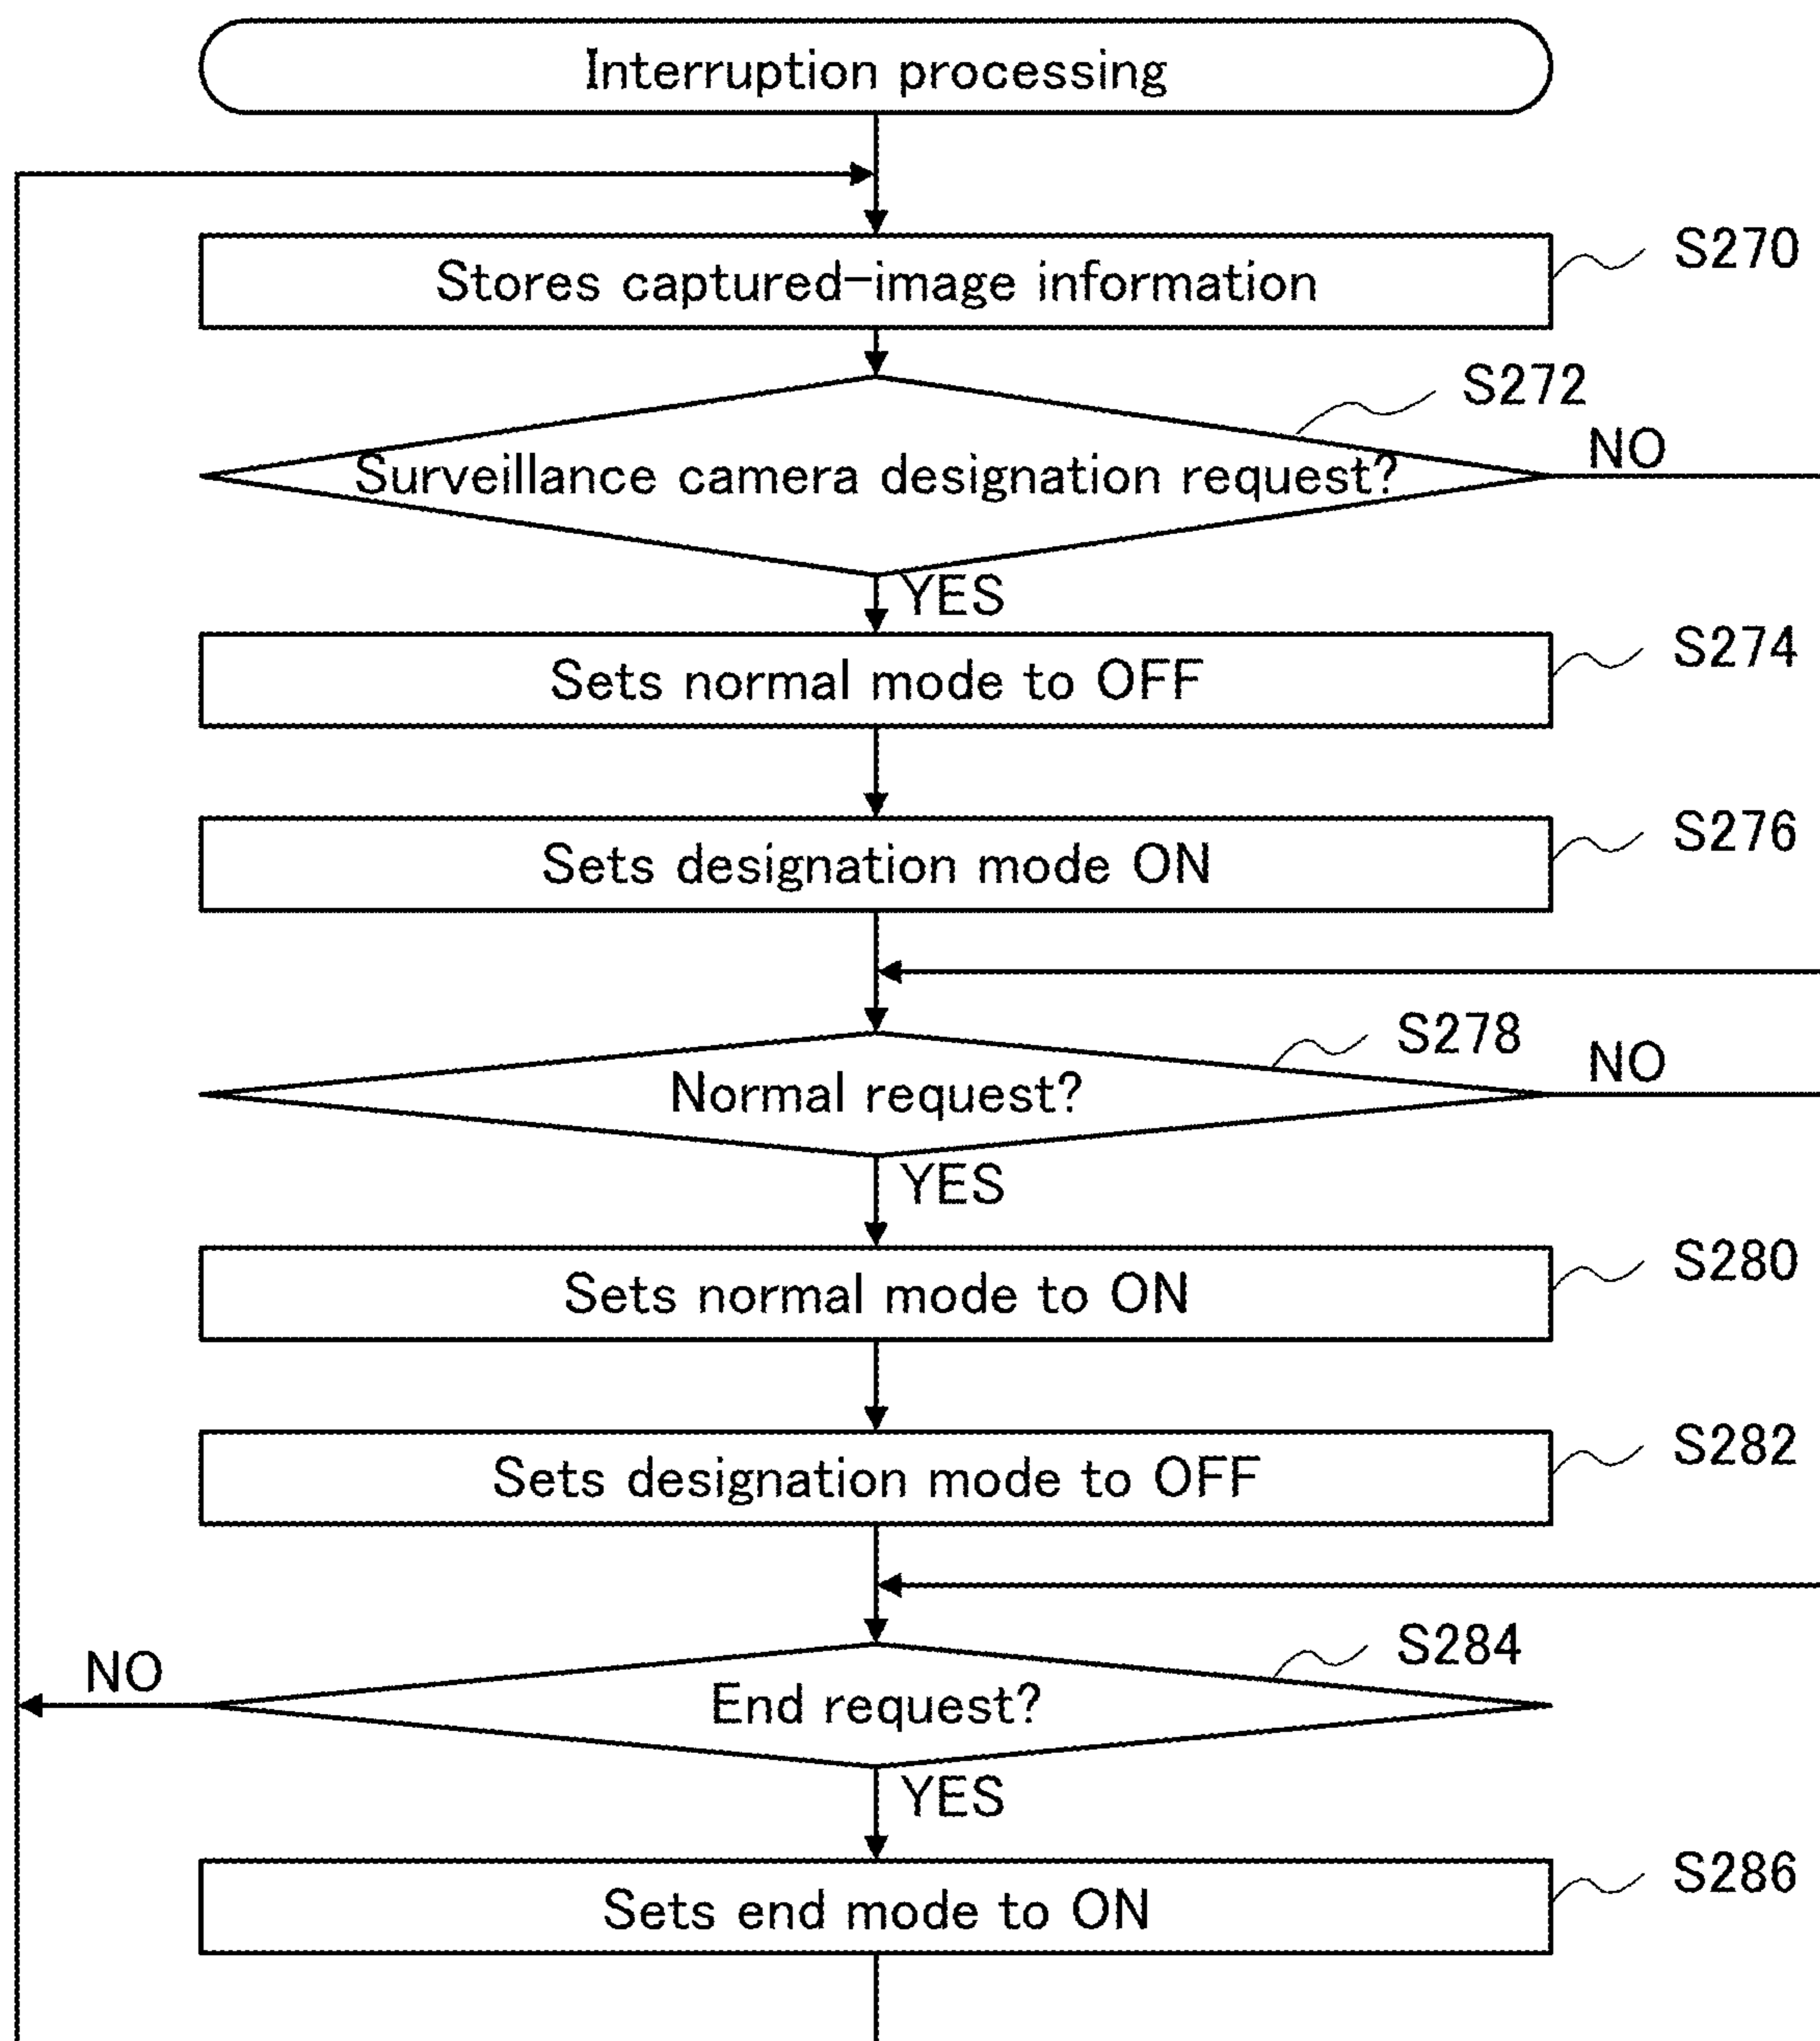 Interruption processing
Stores captured-image information
S270
S272
Surveillance camera designation request?
NO
YES
Sets normal mode to OFF
S274
Sets designation mode ON
S276
S278
Normal request?
NO
YES
Sets normal mode to ON
S280
Sets designation mode to OFF
S282
S284
NO
End request?
YES
Sets end mode to ON
S286